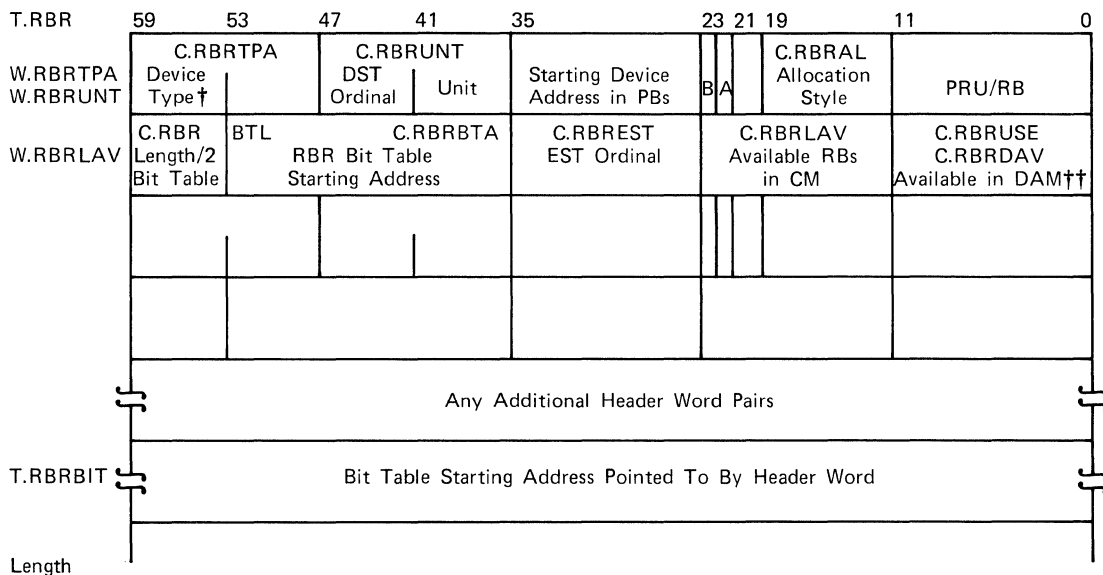 T.RBR 59 53 47 41 35 23 21 19 11 0
C.RBRTPA C.RBRUNT C.RBRAL
W.RBRTPA Device DST Unit Starting Device B A Allocation PRU/RB
W.RBRUNT Type† Ordinal Address in PBs Style
C.RBR BTL C.RBRBTA C.RBREST C.RBRLAV C.RBRUSE
W.RBRLAV Length/2 RBR Bit Table EST Ordinal Available RBs C.RBRDAV
Bit Table Starting Address in CM Available in DAM††
Any Additional Header Word Pairs
T.RBRBIT Bit Table Starting Address Pointed To By Header Word
Length